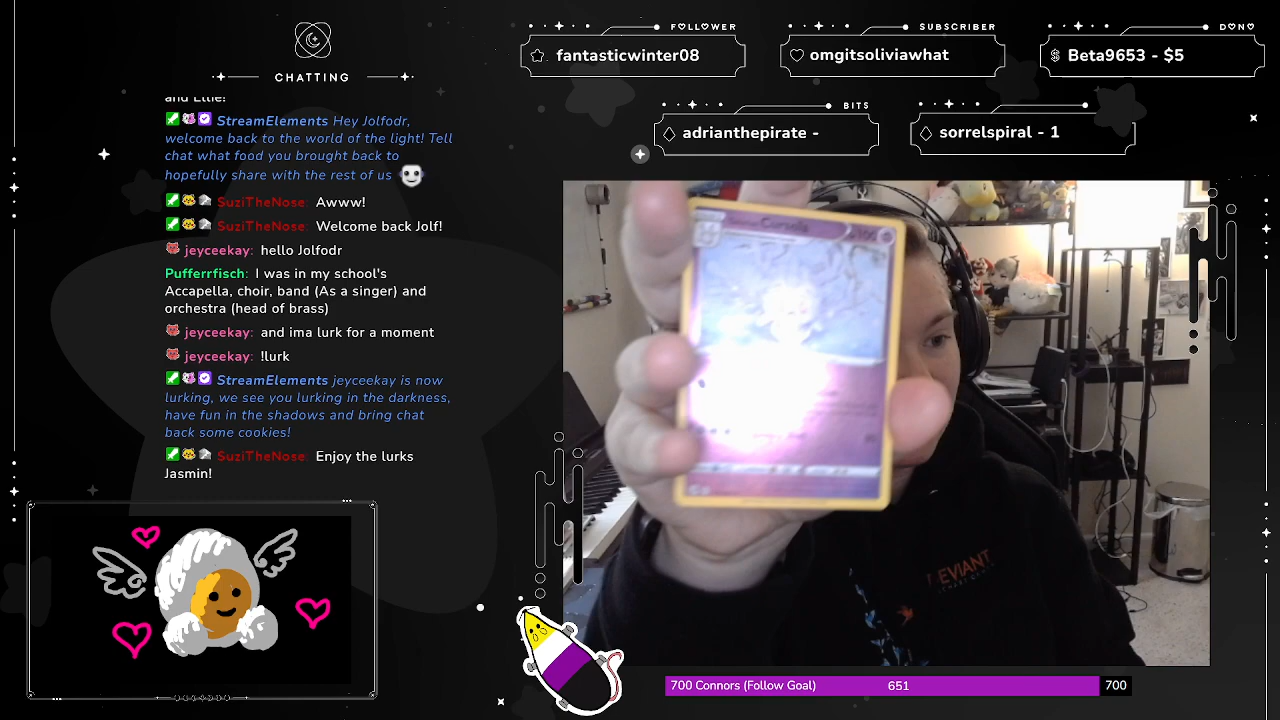 FOLLOWER
SUBSCRIBER
DONO
fantasticwinter08
omgitsoliviawhat
Beta9653 - $5
BITS
adrianthepirate -
sorrelspiral - 1
CHATTING
and Ellie!
StreamElements Hey Jolfodr,
welcome back to the world of the light! Tell
chat what food you brought back to
hopefully share with the rest of us
SuziTheNose: Awww!
SuziTheNose: Welcome back Jolf!
jeyceekay: hello Jolfodr
Pufferrfisch: I was in my school's
Accapella, choir, band (As a singer) and
orchestra (head of brass)
jeyceekay: and ima lurk for a moment
jeyceekay: !lurk
StreamElements jeyceekay is now
lurking, we see you lurking in the darkness,
have fun in the shadows and bring chat
back some cookies!
SuziTheNose: Enjoy the lurks
Jasmin!
Corsola
DEVIANT
700 Connors (Follow Goal)
651
700